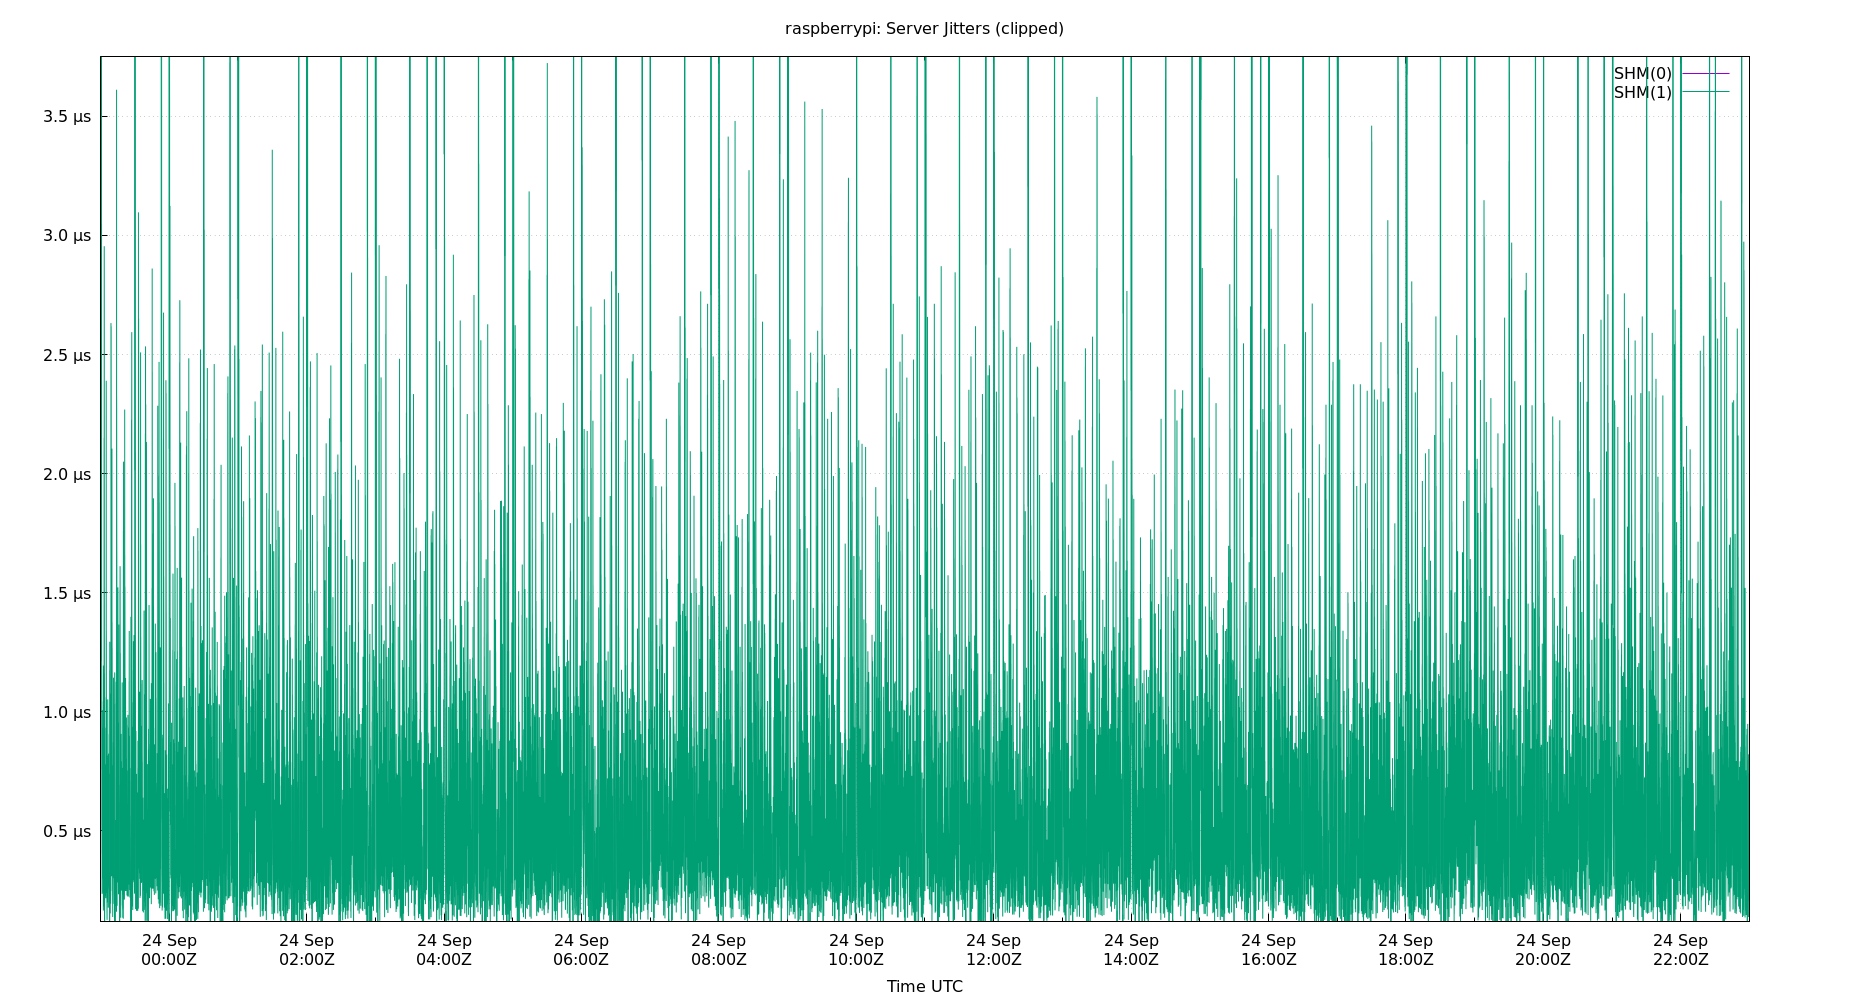 raspberrypi: Server Jitters (clipped)
SHM(0)
SHM(1)
3.5 µs
3.0 µs
2.5 µs
2.0 µs
1.5 µs
1.0 µs
0.5 µs
24 Sep 24 Sep 24 Sep 24 Sep 24 Sep 24 Sep 24 Sep 24 Sep 24 Sep 24 Sep 24 Sep 24 Sep
00:00Z 02:00Z 04:00Z 06:00Z 08:00Z 10:00Z 12:00Z 14:00Z 16:00Z 18:00Z 20:00Z 22:00Z
Time UTC